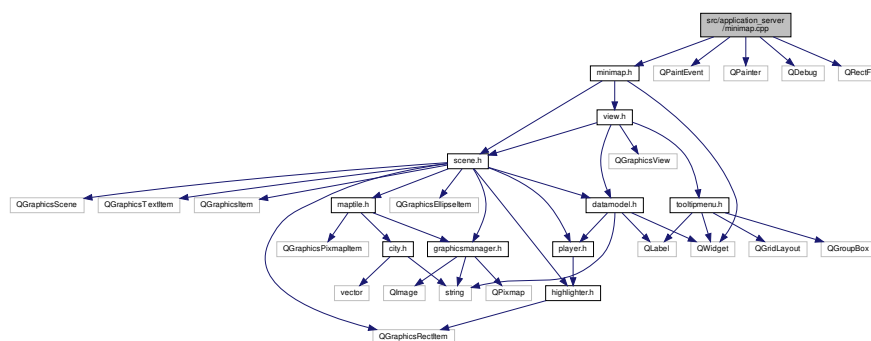 src/application_server
/minimap.cpp
minimap.h
QPaintEvent
QPainter
QDebug
QRectF
view.h
scene.h
QGraphicsView
QGraphicsScene
QGraphicsTextItem
QGraphicsItem
maptile.h
QGraphicsEllipseItem
datamodel.h
tooltipmenu.h
QGraphicsPixmapItem
city.h
graphicsmanager.h
player.h
QLabel
QWidget
QGridLayout
QGroupBox
vector
QImage
string
QPixmap
highlighter.h
QGraphicsRectItem